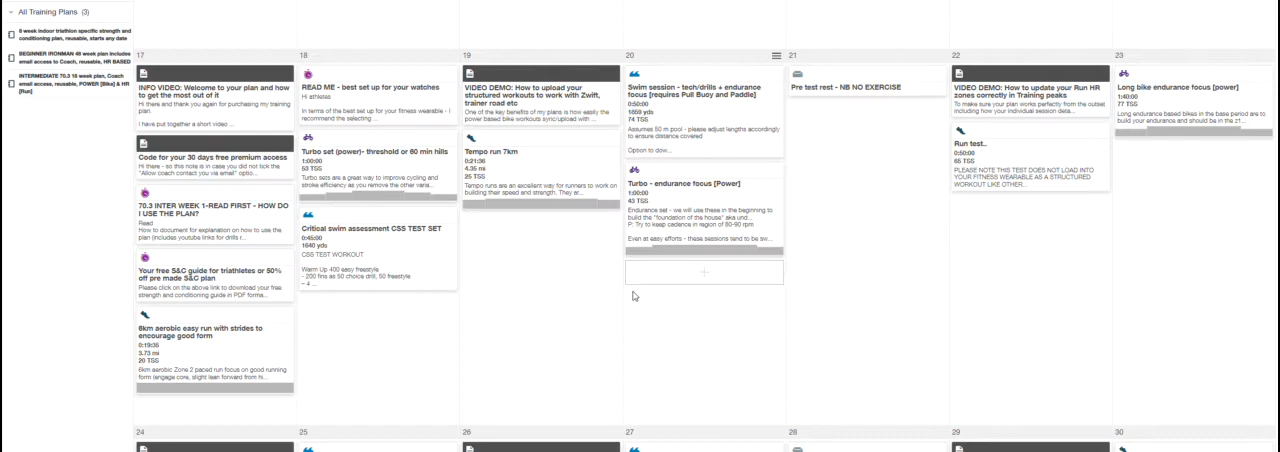 All Training Plans (3)
8 week indoor triathlon specific strength and
conditioning plan, reusable, starts any date
BEGINNER IRONMAN 48 week plan includes
email access to Coach, reusable, HR BASED
INTERMEDIATE 70.3 16 week plan, Coach
email access, reusable, POWER [Bike] & HR
[Run]
17
INFO VIDEO: Welcome to your plan and how
to get the most out of it
Hi there and thank you again for purchasing my training
plan.
I have put together a short video ...
Code for your 30 days free premium access
Hi there - so this note is in case you did not tick the
"Allow coach contact you via email" optio...
70.3 INTER WEEK 1-READ FIRST - HOW DO
I USE THE PLAN?
Read
How to document for explanation on how to use the
plan (includes youtube links for drills r...
Your free S&C guide for triathletes or 50%
off pre made S&C plan
Please click on the above link to download your free
strength and conditioning guide in PDF forma...
6km aerobic easy run with strides to
encourage good form
0:19:35
3.73 mi
20 TSS
6km aerobic Zone 2 paced run focus on good running
form (engage core, slight lean forward from hi...
18
READ ME - best set up for your watches
Hi athletes
In terms of the best set up for your fitness wearable - I
recommend the selecting ...
Turbo set (power)- threshold or 60 min hills
1:00:00
53 TSS
Turbo sets are a great way to improve cycling and
stroke efficiency as you remove the other varia...
Critical swim assessment CSS TEST SET
0:45:00
1640 yds
CSS TEST WORKOUT
Warm Up 400 easy freestyle
- 200 fins as 50 choice drill, 50 freestyle
– 4 ...
19
VIDEO DEMO: How to upload your
structured workouts to work with Zwift,
trainer road etc
One of the key benefits of my plans is how easily the
power based bike workouts sync/upload with ...
Tempo run 7km
0:21:36
4.35 mi
25 TSS
Tempo runs are an excellent way for runners to work on
building their speed and strength. They ar...
20
Swim session - tech/drills + endurance
focus [requires Pull Buoy and Paddle]
0:50:00
74 TSS
Assumes 50 m pool - please adjust lengths accordingly
to ensure distance covered
Option to dow...
Turbo - endurance focus [Power]
1:00:00
43 TSS
Endurance set - we will use these in the beginning to
build the "foundation of the house" aka und...
P: Try to keep cadence in region of 80-90 rpm
Even at easy efforts - these sessions tend to be sw...
21
Pre test rest - NB NO EXERCISE
22
VIDEO DEMO: How to update your Run HR
zones correctly in Training peaks
To make sure your plan works perfectly from the outset
including how your individual session deta...
Run test..
0:50:00
65 TSS
PLEASE NOTE THIS TEST DOES NOT LOAD INTO
YOUR FITNESS WEARABLE AS A STRUCTURED
WORKOUT LIKE OTHER...
23
Long bike endurance focus [power]
1:40:00
77 TSS
Long endurance based bikes in the base period are to
build your endurance and should be in the z1...
24
25
26
27
28
29
30